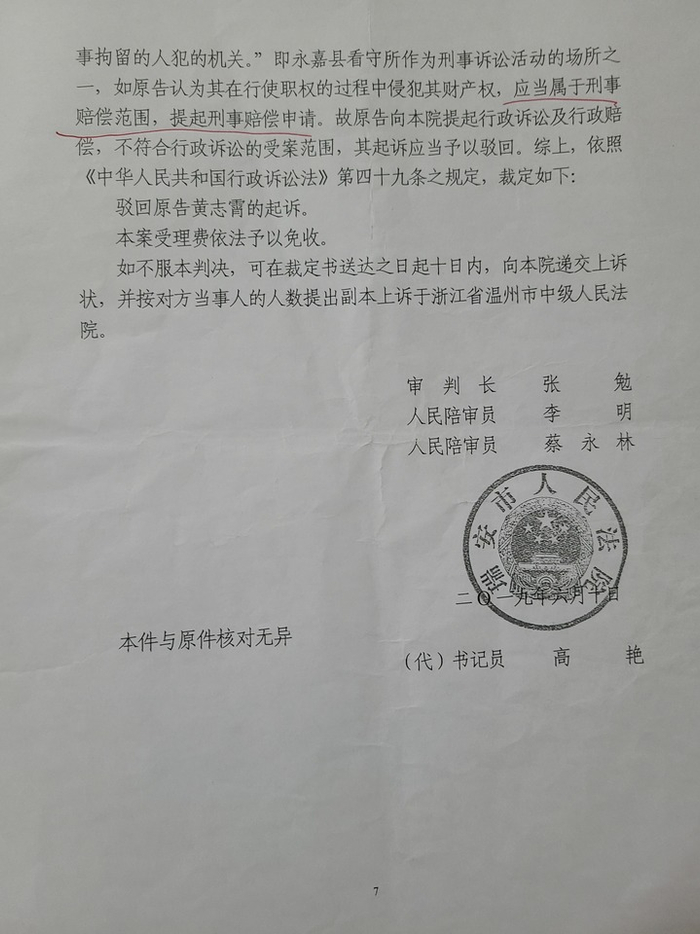 事拘留的人犯的机关。”即永嘉县看守所作为刑事诉讼活动的场所之
一，如原告认为其在行使职权的过程中侵犯其财产权，应当属于刑事
赔偿范围，提起刑事赔偿申请。故原告向本院提起行政诉讼及行政赔
偿，不符合行政诉讼的受案范围，其起诉应当予以驳回。综上，依照
《中华人民共和国行政诉讼法》第四十九条之规定，裁定如下：
驳回原告黄志霄的起诉。
本案受理费依法予以免收。
如不服本判决，可在裁定书送达之日起十日内，向本院递交上诉
状，并按对方当事人的人数提出副本上诉于浙江省温州市中级人民法
院。
审判长 张勉
人民陪审员 李明
人民陪审员 蔡永林
瑞安市人民法院
二〇一九年六月十日
本件与原件核对无异
（代）书记员 高艳
7